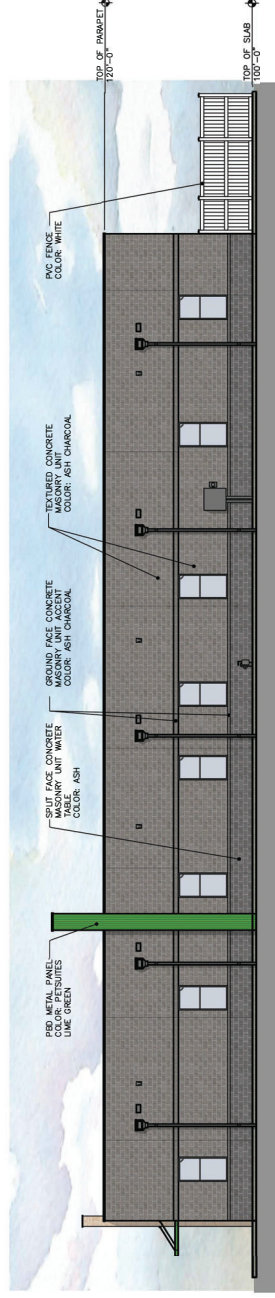 PBD METAL PANEL
COLOR: PETSUITES
LIME GREEN
SPLIT FACE CONCRETE
MASONRY UNIT WATER
TABLE
COLOR: ASH
GROUND FACE CONCRETE
MASONRY UNIT ACCENT
COLOR: ASH CHARCOAL
TEXTURED CONCRETE
MASONRY UNIT
COLOR: ASH CHARCOAL
PVC FENCE
COLOR: WHITE
TOP OF PARAPET
120'-0"
TOP OF SLAB
100'-0"